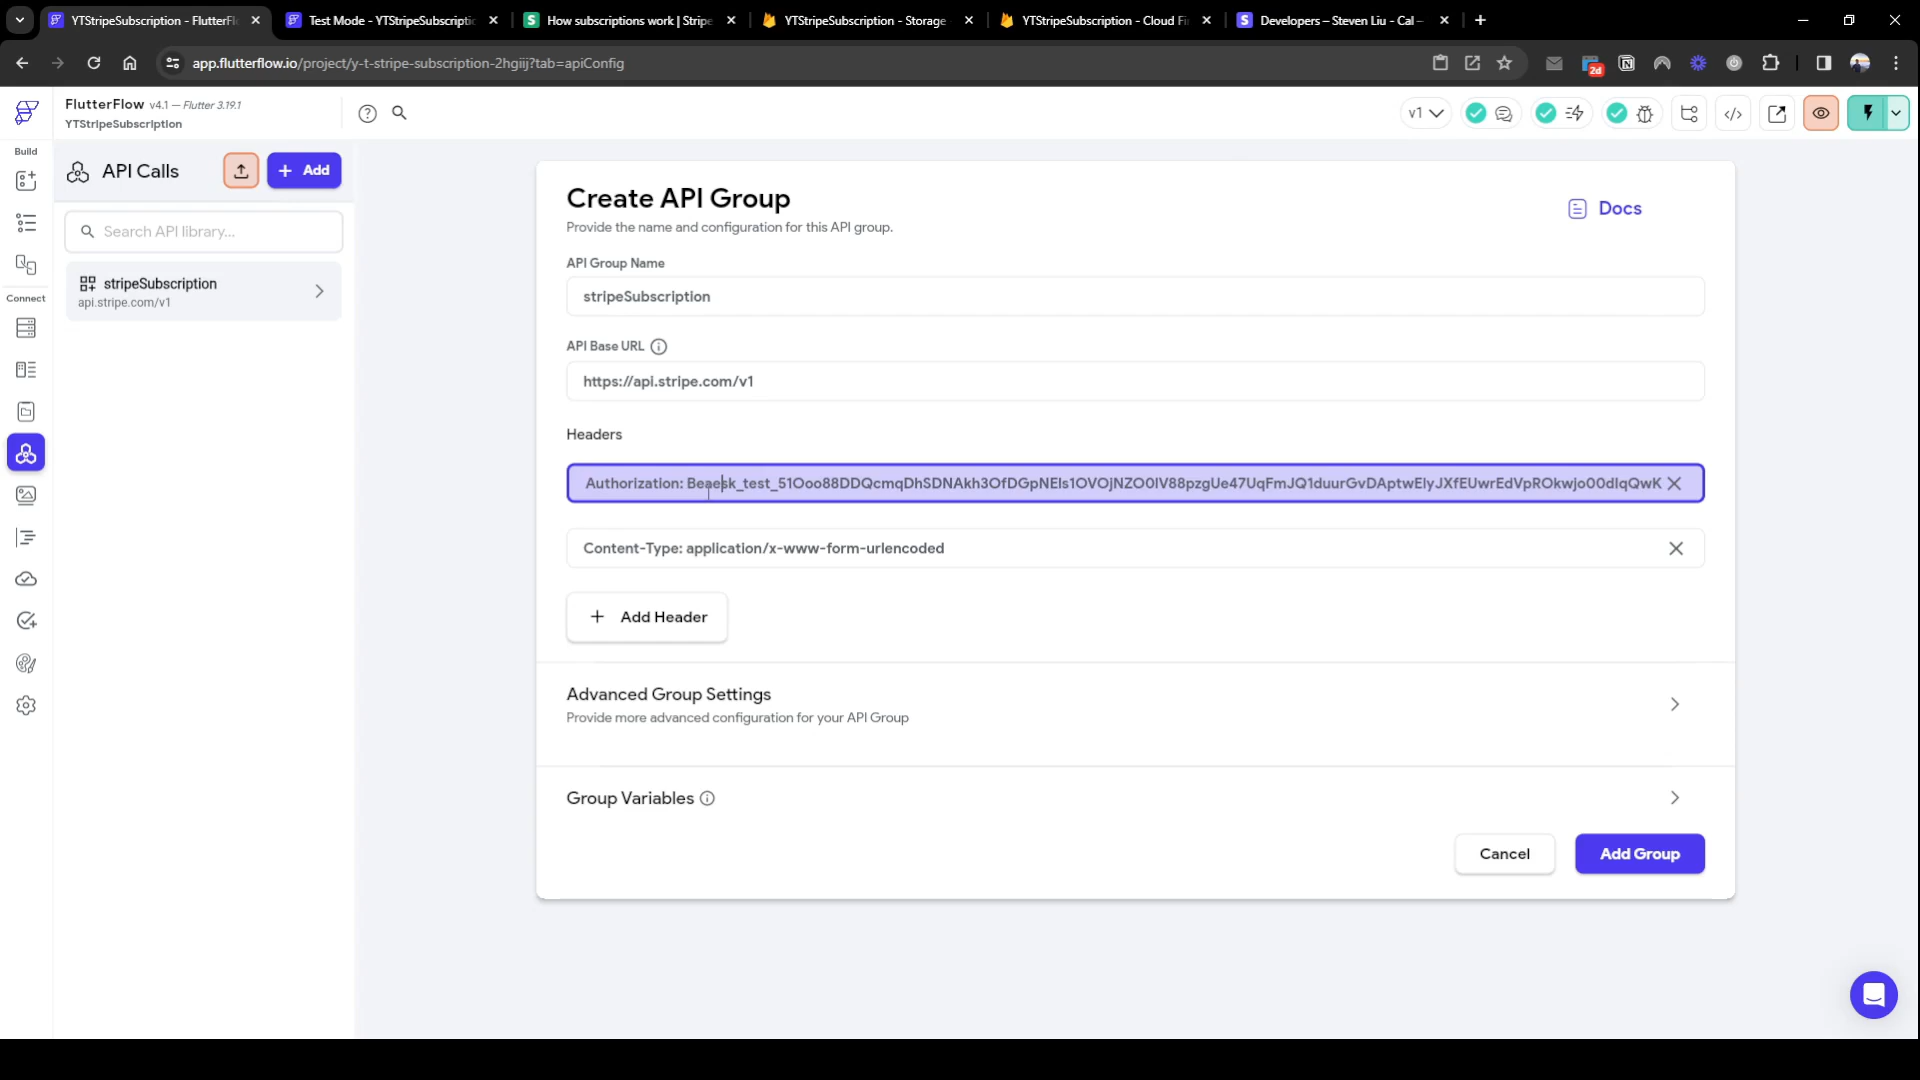 YTStripeSubscription - FlutterFl
Test Mode - YTStripeSubscriptio
How subscriptions work | Stripe
YTStripeSubscription - Storage
YTStripeSubscription - Cloud Fi
Developers – Steven Liu - Cal –
app.flutterflow.io/project/y-t-stripe-subscription-2hgiij?tab=apiConfig
2d
FlutterFlow v4.1 — Flutter 3.19.1
YTStripeSubscription
v1
Build
API Calls
+ Add
Search API library...
stripeSubscription
api.stripe.com/v1
Connect
Create API Group
Provide the name and configuration for this API group.
Docs
API Group Name
stripeSubscription
API Base URL
https://api.stripe.com/v1
Headers
Content-Type: application/x-www-form-urlencoded
+ Add Header
Advanced Group Settings
Provide more advanced configuration for your API Group
Group Variables
Cancel
Add Group